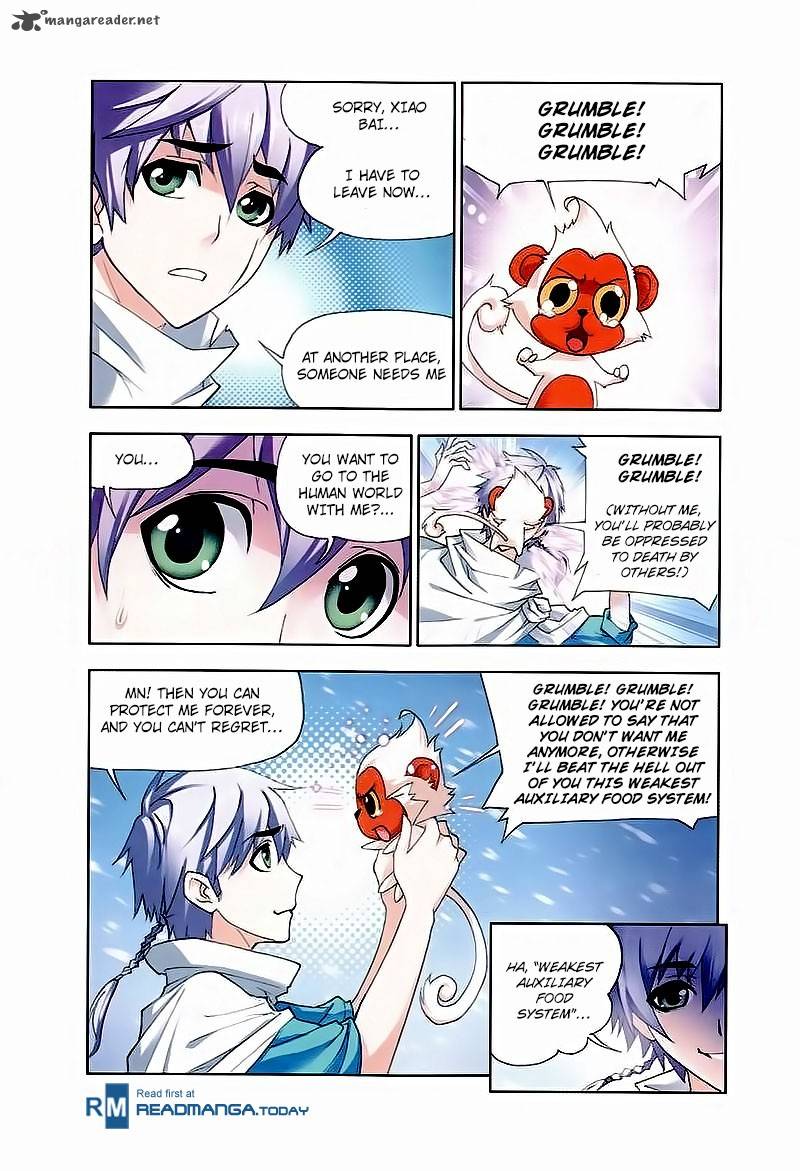 mangareader.net
SORRY, XIAO
BAI...
I HAVE TO
LEAVE NOW...
AT ANOTHER PLACE,
SOMEONE NEEDS ME
GRUMBLE!
GRUMBLE!
GRUMBLE!
YOU...
YOU WANT TO
GO TO THE
HUMAN WORLD
WITH ME?...
GRUMBLE!
GRUMBLE!
(WITHOUT ME,
YOU'LL PROBABLY
BE OPPRESSED
TO DEATH BY
OTHERS!)
MN! THEN YOU CAN
PROTECT ME FOREVER,
AND YOU CAN'T REGRET...
GRUMBLE! GRUMBLE!
GRUMBLE! YOU'RE NOT
ALLOWED TO SAY THAT
YOU DON'T WANT ME
ANYMORE, OTHERWISE
I'LL BEAT THE HELL OUT
OF YOU THIS WEAKEST
AUXILIARY FOOD SYSTEM!
HA, "WEAKEST
AUXILIARY
FOOD
SYSTEM"...
RM
Read first at
READMANGA.TODAY